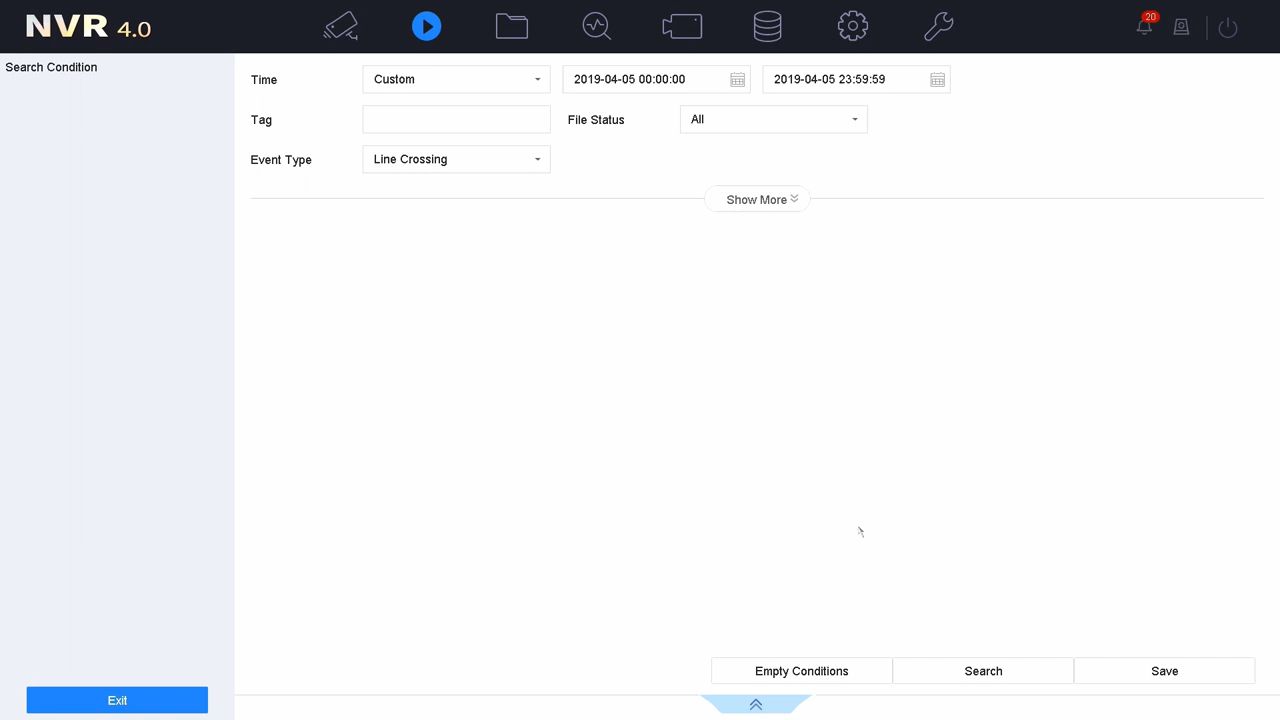 NVR 4.0
20
Search Condition
Time Custom 2019-04-05 00:00:00 2019-04-05 23:59:59
Tag File Status All
Event Type Line Crossing
Show More
Empty Conditions Search Save
Exit